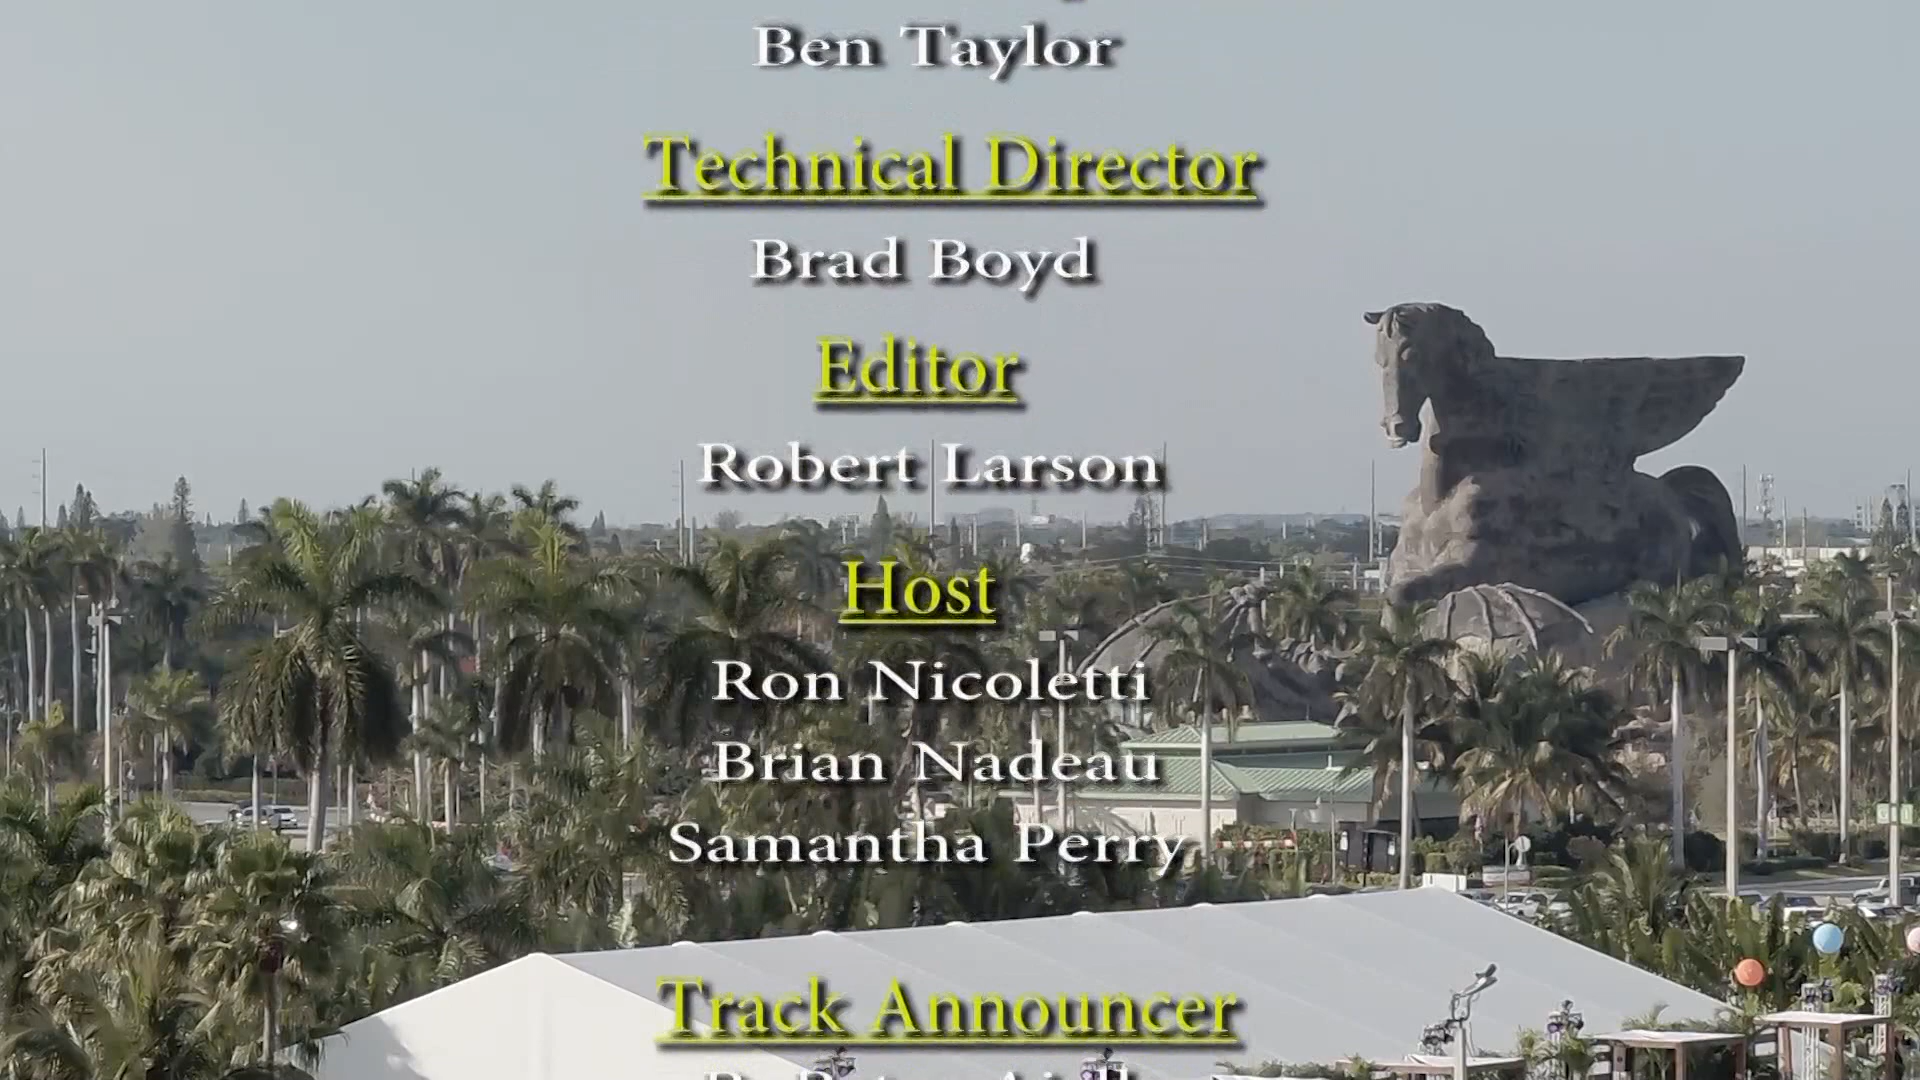 Ben Taylor
Technical Director
Brad Boyd
Editor
Robert Larson
Host
Ron Nicoletti
Brian Nadeau
Samantha Perry
Track Announcer